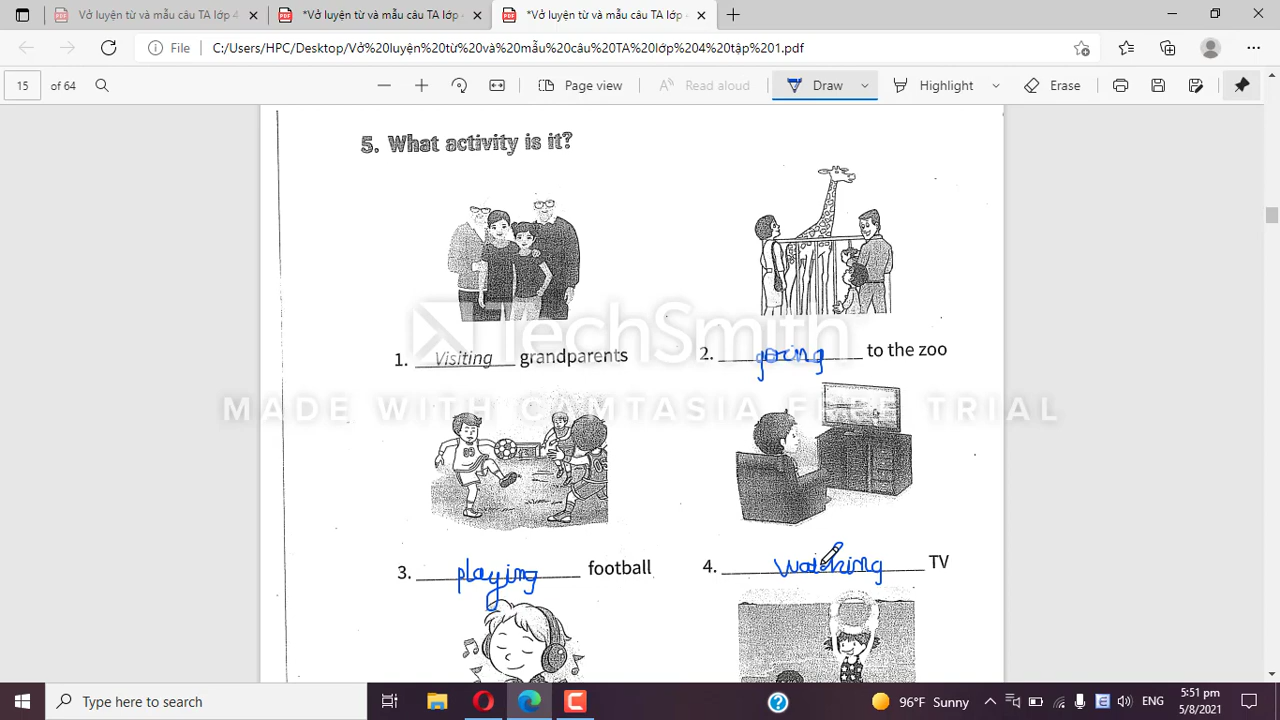 Vở luyện từ và mẫu câu TA lớp 4
*Vở luyện từ và mẫu câu TA lớp
*Vở luyện từ và mẫu câu TA lớp
File C:/Users/HPC/Desktop/Vở%20luyện%20từ%20và%20mẫu%20câu%20TA%20lớp%204%20tập%201.pdf
15 of 64 Page view Read aloud Draw Highlight Erase
5. What activity is it?
TechSmith
1. Visiting grandparents
2. going to the zoo
MADE WITH CAMTASIA FREE TRIAL
3. playing football
4. watching TV
Type here to search
96°F Sunny ENG
5:51 pm
5/8/2021